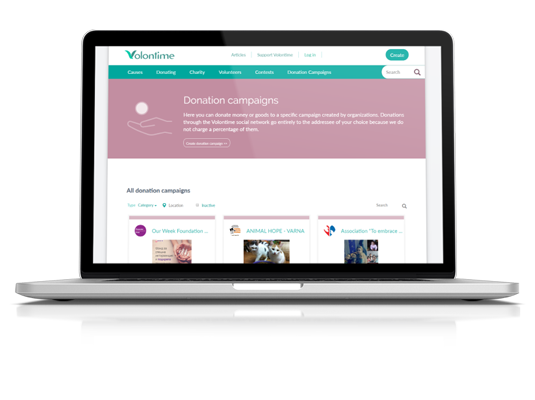 Volontime
Articles
Support Volontime
Log in
Create
Causes
Donating
Charity
Volunteers
Contests
Donation Campaigns
Search
Donation campaigns
Here you can donate money or goods to a specific campaign created by organizations. Donations
through the Volontime social network go entirely to the addressee of your choice because we do
not charge a percentage of them.
Create donation campaign
All donation campaigns
Category
Location
Inactive
Search
Our Week Foundation ...
ANIMAL HOPE - VARNA
Association "To embrace ...